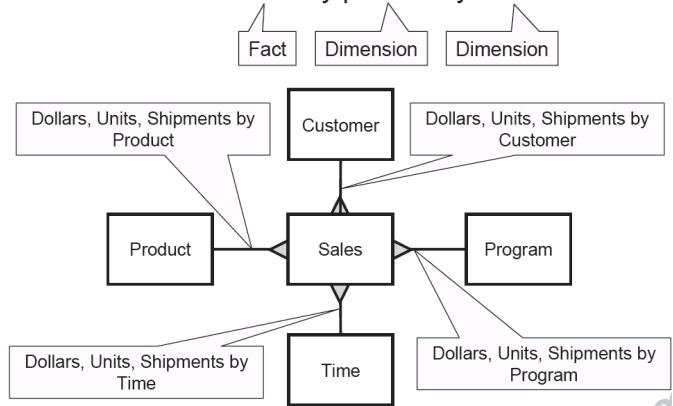 Fact
Dimension
Dimension
Dollars, Units, Shipments by
Product
Customer
Dollars, Units, Shipments by
Customer
Product
Sales
Program
Dollars, Units, Shipments by
Time
Time
Dollars, Units, Shipments by
Program